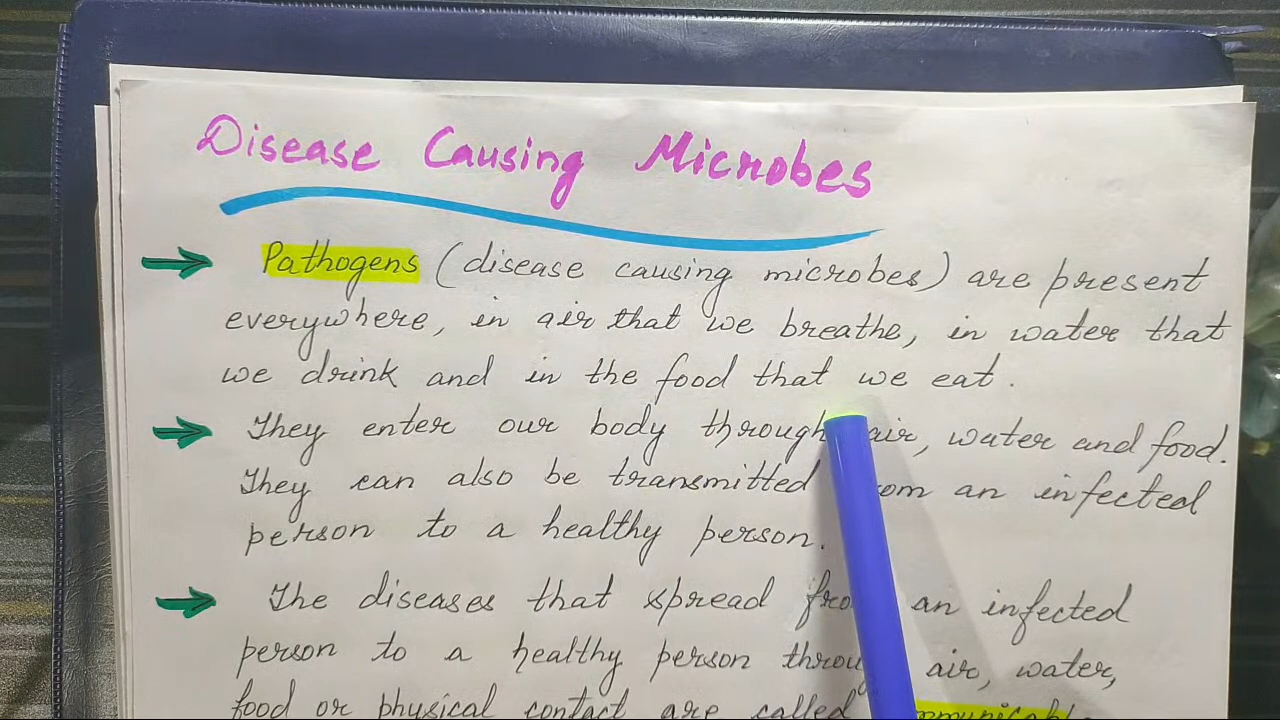 Disease Causing Microbes
Pathogens (disease causing microbes) are present
everywhere, in air that we breathe, in water that
we drink and in the food that we eat.
They enter our body through air, water and food.
They can also be transmitted from an infected
person to a healthy person.
The diseases that spread from an infected
person to a healthy person through air, water,
food or physical contact are called